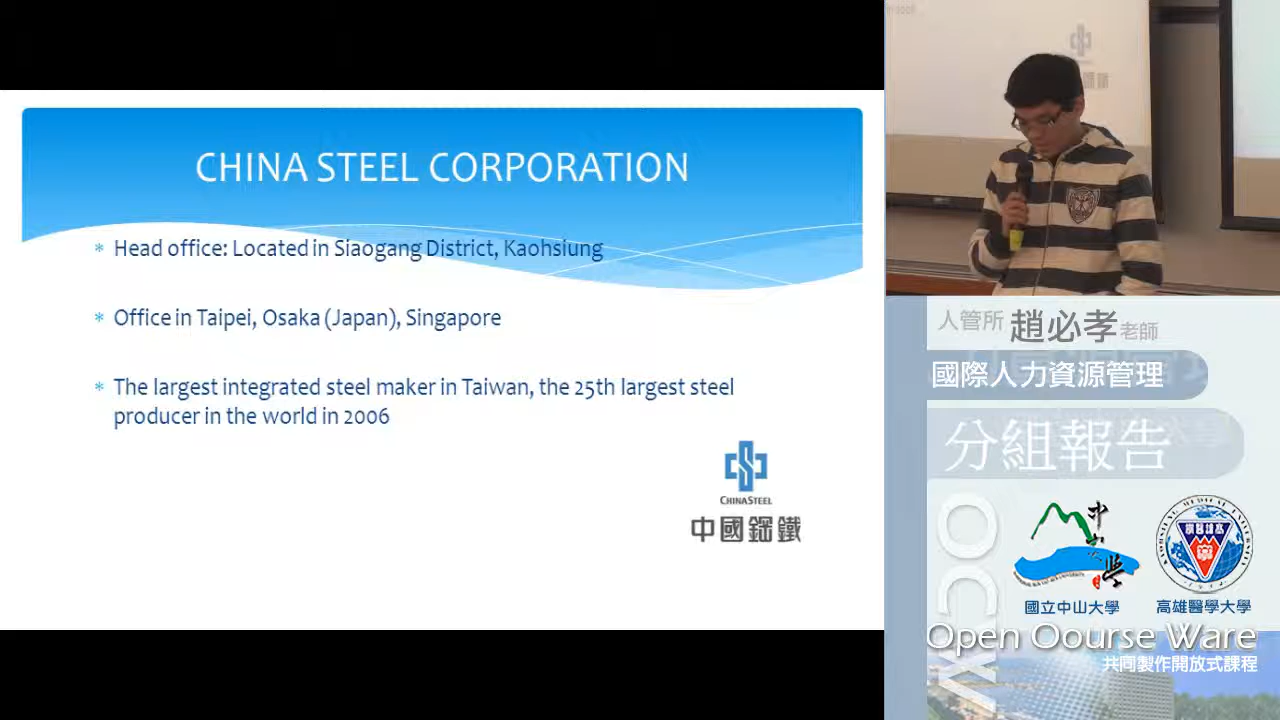 CHINA STEEL CORPORATION
* Head office: Located in Siaogang District, Kaohsiung
* Office in Taipei, Osaka (Japan), Singapore
* The largest integrated steel maker in Taiwan, the 25th largest steel
producer in the world in 2006
CHINA STEEL
中國鋼鐵
人管所 趙必孝老師
國際人力資源管理
分組報告
OCW
國立中山大學
高雄醫學大學
Open Oourse Ware
共同製作開放式課程